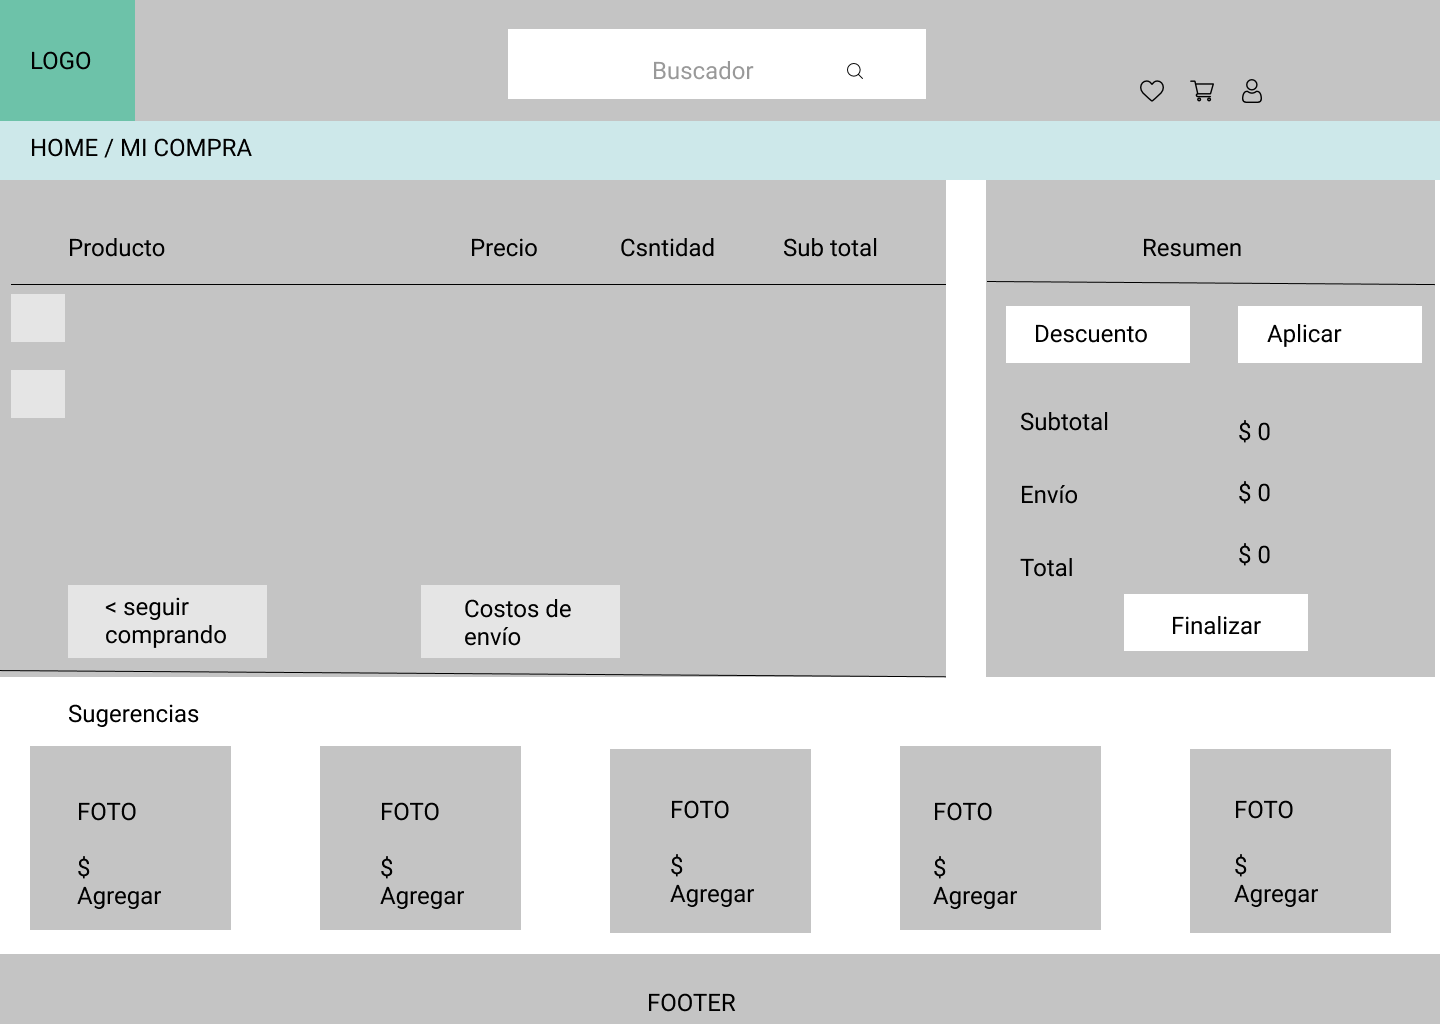 LOGO
Buscador
HOME / MI COMPRA
Producto
Precio
Csntidad
Sub total
< seguir
comprando
Costos de
envío
Resumen
Descuento
Aplicar
Subtotal
$ 0
Envío
$ 0
Total
$ 0
Finalizar
Sugerencias
FOTO
$
Agregar
FOTO
$
Agregar
FOTO
$
Agregar
FOTO
$
Agregar
FOTO
$
Agregar
FOOTER